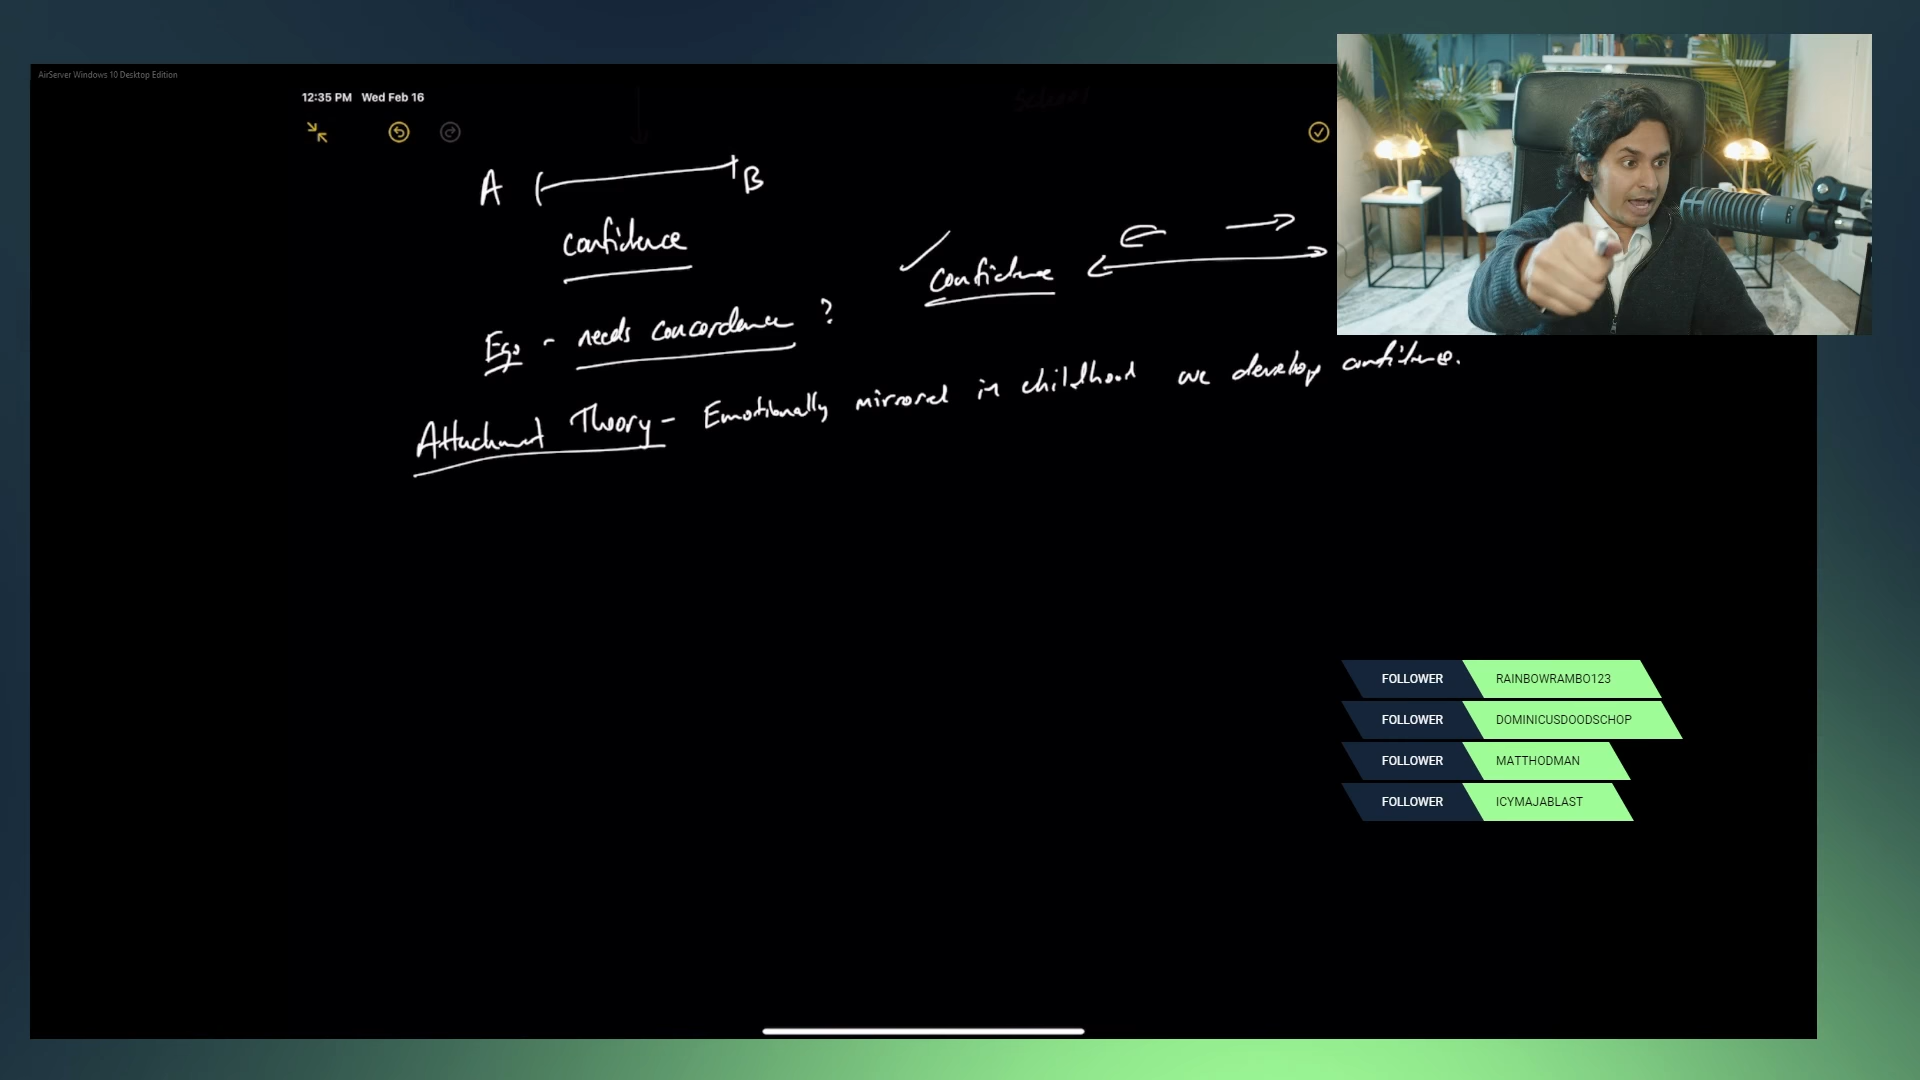 AirServer Windows 10 Desktop Edition
12:35 PM Wed Feb 16
A B
confidence
confidence
Ego - needs concordance ?
Attachment Theory - Emotionally mirrored in childhood we develop confidence.
FOLLOWER RAINBOWRAMBO123
FOLLOWER DOMINICUSDOODSCHOP
FOLLOWER MATTHODMAN
FOLLOWER ICYMAJABLAST